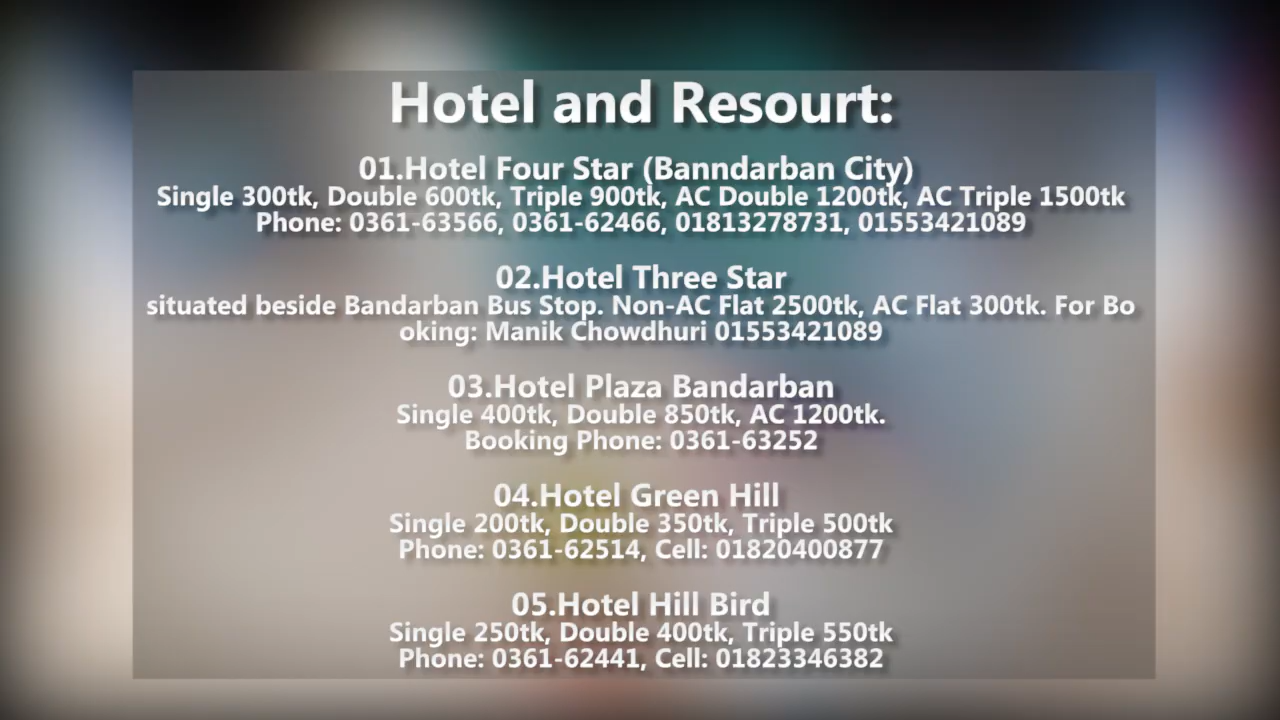 Hotel and Resourt:
01.Hotel Four Star (Banndarban City)
Single 300tk, Double 600tk, Triple 900tk, AC Double 1200tk, AC Triple 1500tk
Phone: 0361-63566, 0361-62466, 01813278731, 01553421089
02.Hotel Three Star
situated beside Bandarban Bus Stop. Non-AC Flat 2500tk, AC Flat 300tk. For Bo
oking: Manik Chowdhuri 01553421089
03.Hotel Plaza Bandarban
Single 400tk, Double 850tk, AC 1200tk.
Booking Phone: 0361-63252
04.Hotel Green Hill
Single 200tk, Double 350tk, Triple 500tk
Phone: 0361-62514, Cell: 01820400877
05.Hotel Hill Bird
Single 250tk, Double 400tk, Triple 550tk
Phone: 0361-62441, Cell: 01823346382